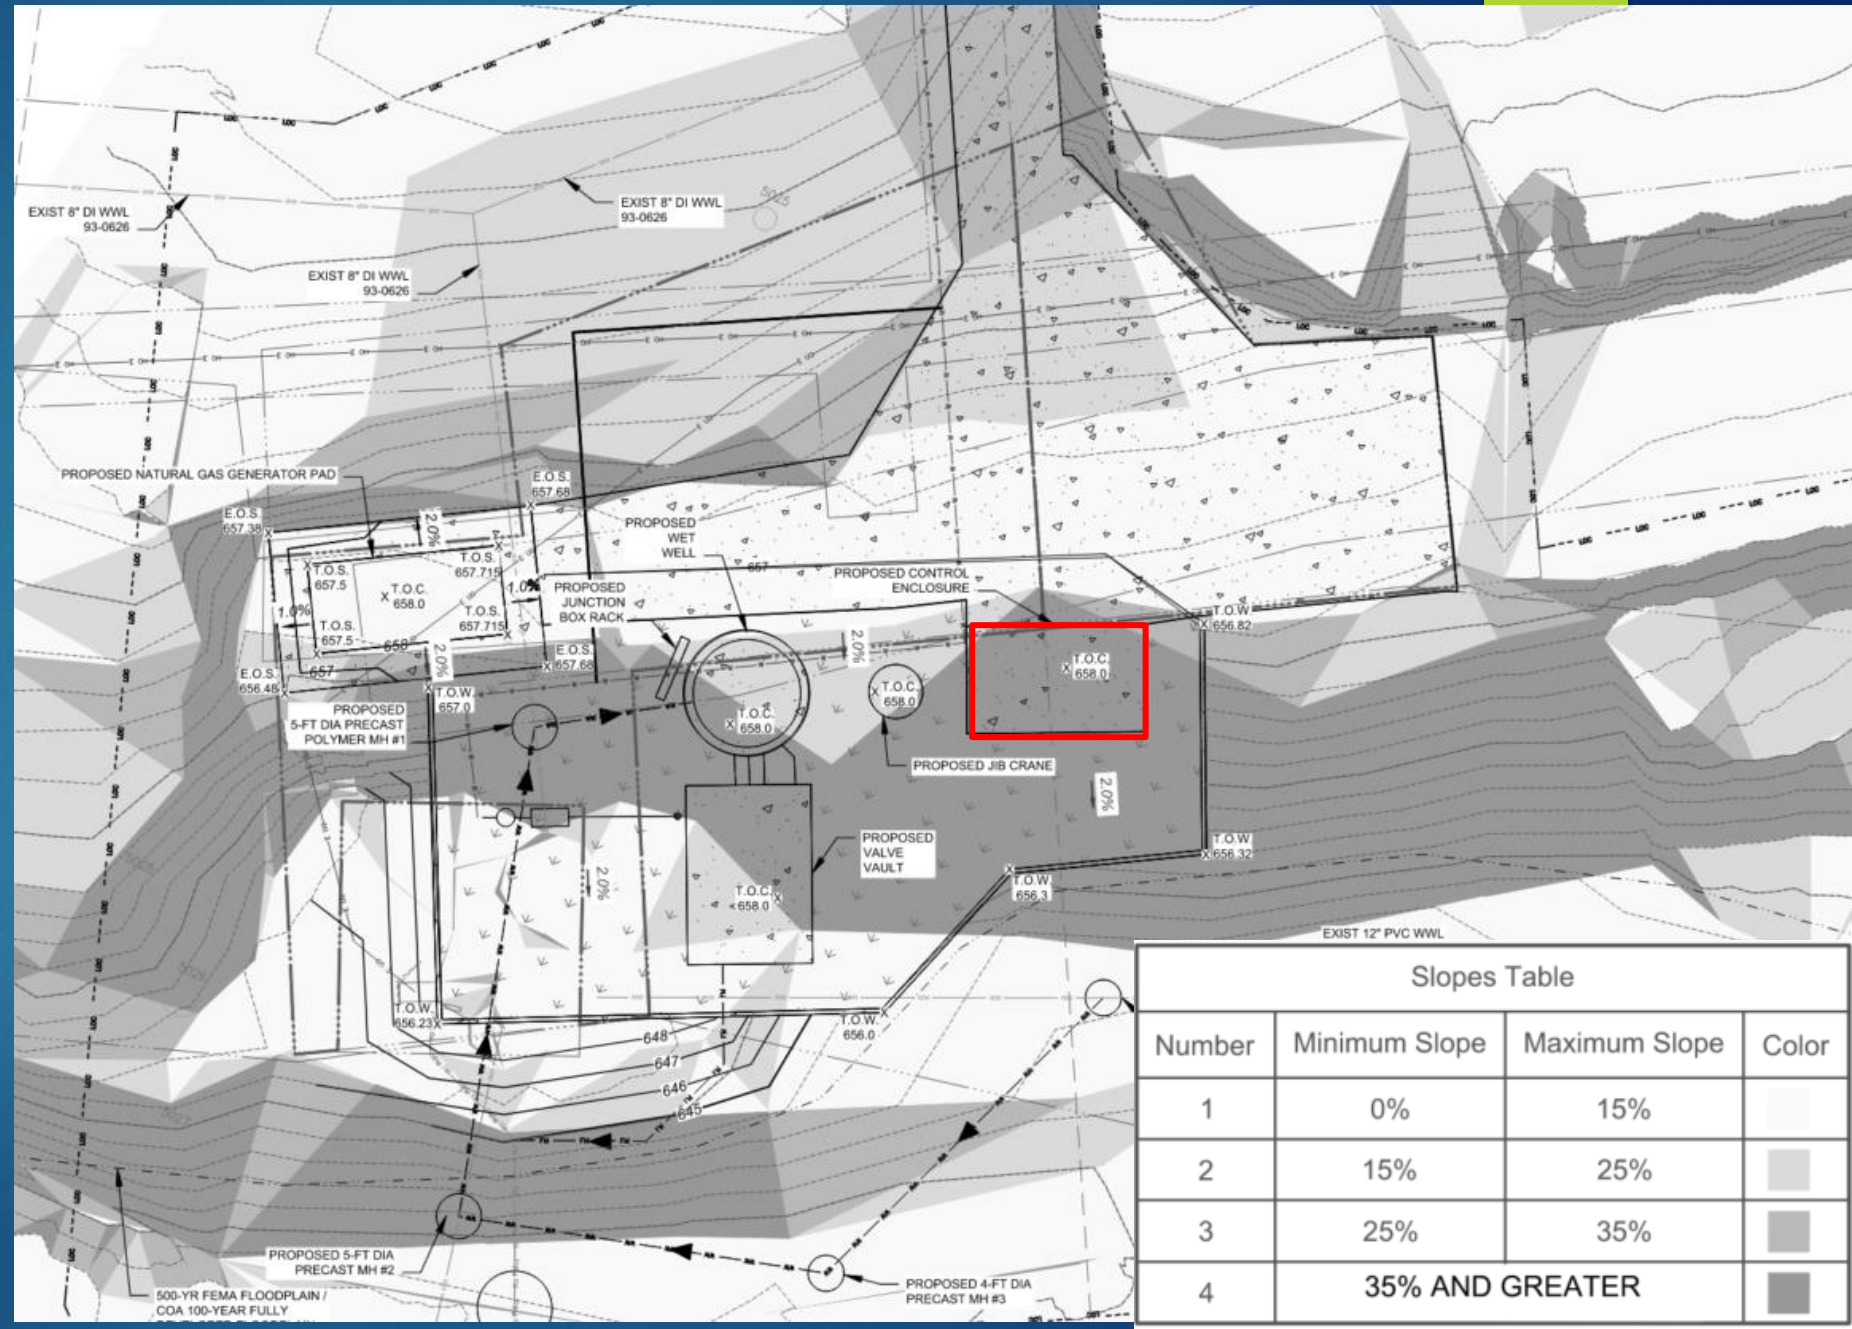 5025
EXIST 8" DI WWL
93-0626
EXIST 8" DI WWL
93-0626
EXIST 8" DI WWL
93-0626
PROPOSED NATURAL GAS GENERATOR PAD
E.O.S.
657.68
E.O.S.
657.38
2.0%
PROPOSED
WET
WELL
T.O.S.
657.5
T.O.S.
657.715
T.O.C.
658.0
1.0%
657
PROPOSED CONTROL
ENCLOSURE
PROPOSED
JUNCTION
BOX RACK
1.0%
T.O.S.
657.715
T.O.S.
657.5
658
657
2.0%
2.0%
T.O.W.
656.82
E.O.S.
657.68
E.O.S.
656.48
T.O.W.
657.0
T.O.C.
658.0
T.O.C.
658.0
T.O.C.
658.0
PROPOSED
5-FT DIA PRECAST
POLYMER MH #1
PROPOSED JIB CRANE
2.0%
PROPOSED
VALVE
VAULT
T.O.W.
656.32
2.0%
T.O.C.
658.0
T.O.W.
656.3
5025
EXIST 12" PVC WWL
T.O.W.
656.23
T.O.W.
656.0
648
647
646
645
PROPOSED 5-FT DIA
PRECAST MH #2
PROPOSED 4-FT DIA
PRECAST MH #3
500-YR FEMA FLOODPLAIN /
COA 100-YEAR FULLY
Slopes Table
Number Minimum Slope Maximum Slope Color
1 0% 15%
2 15% 25%
3 25% 35%
4 35% AND GREATER